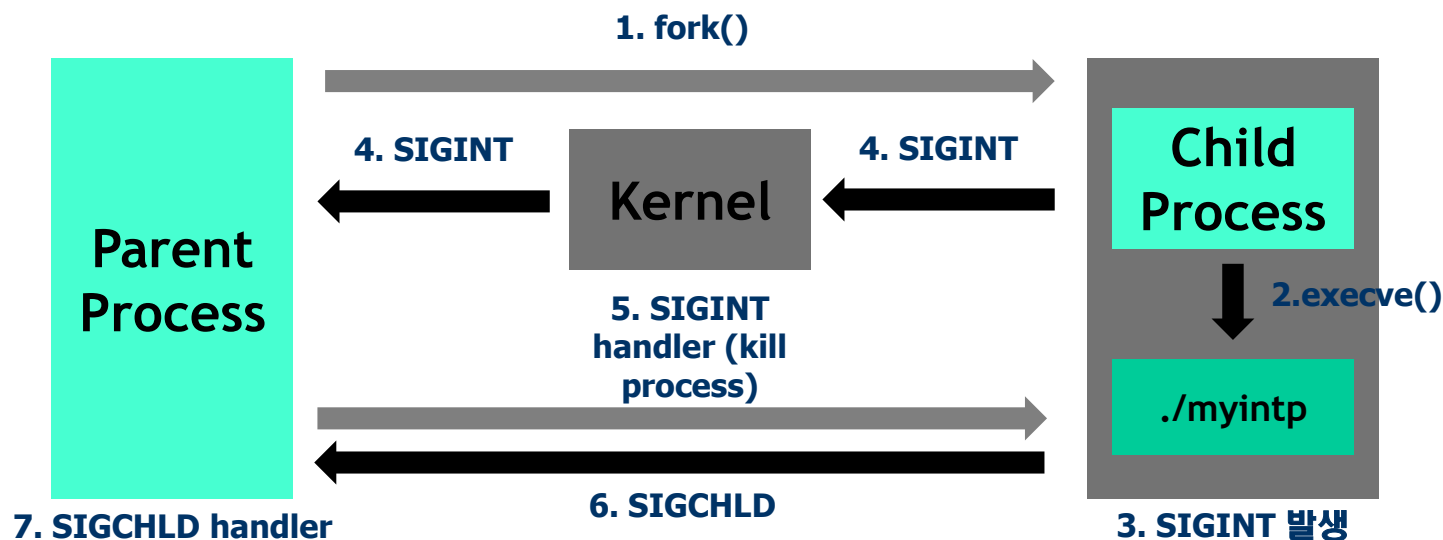 1. fork()
4. SIGINT
4. SIGINT
Kernel
Child
Process
Parent
Process
2.execve()
5. SIGINT
handler (kill
process)
./myintp
6. SIGCHLD
7. SIGCHLD handler
3. SIGINT 발생